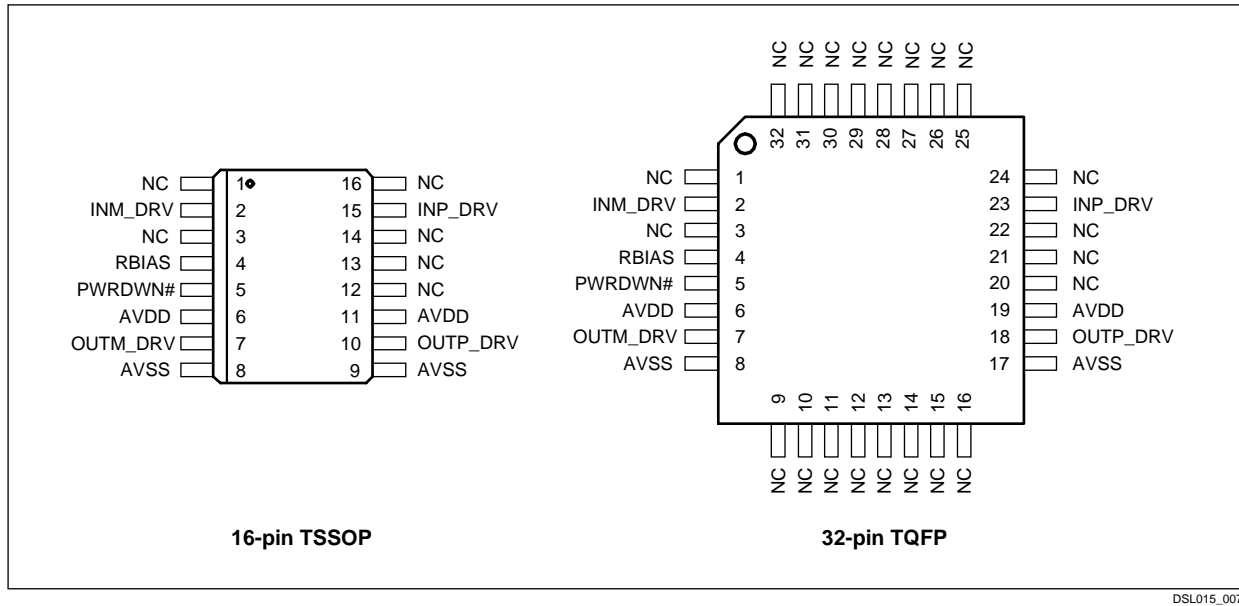 NC 1 16 NC
INM_DRV 2 15 INP_DRV
NC 3 14 NC
RBIAS 4 13 NC
PWRDWN# 5 12 NC
AVDD 6 11 AVDD
OUTM_DRV 7 10 OUTP_DRV
AVSS 8 9 AVSS
16-pin TSSOP
NC NC NC NC NC NC NC NC
32 31 30 29 28 27 26 25
NC 1 24 NC
INM_DRV 2 23 INP_DRV
NC 3 22 NC
RBIAS 4 21 NC
PWRDWN# 5 20 NC
AVDD 6 19 AVDD
OUTM_DRV 7 18 OUTP_DRV
AVSS 8 17 AVSS
9 10 11 12 13 14 15 16
NC NC NC NC NC NC NC NC
32-pin TQFP
DSL015_007